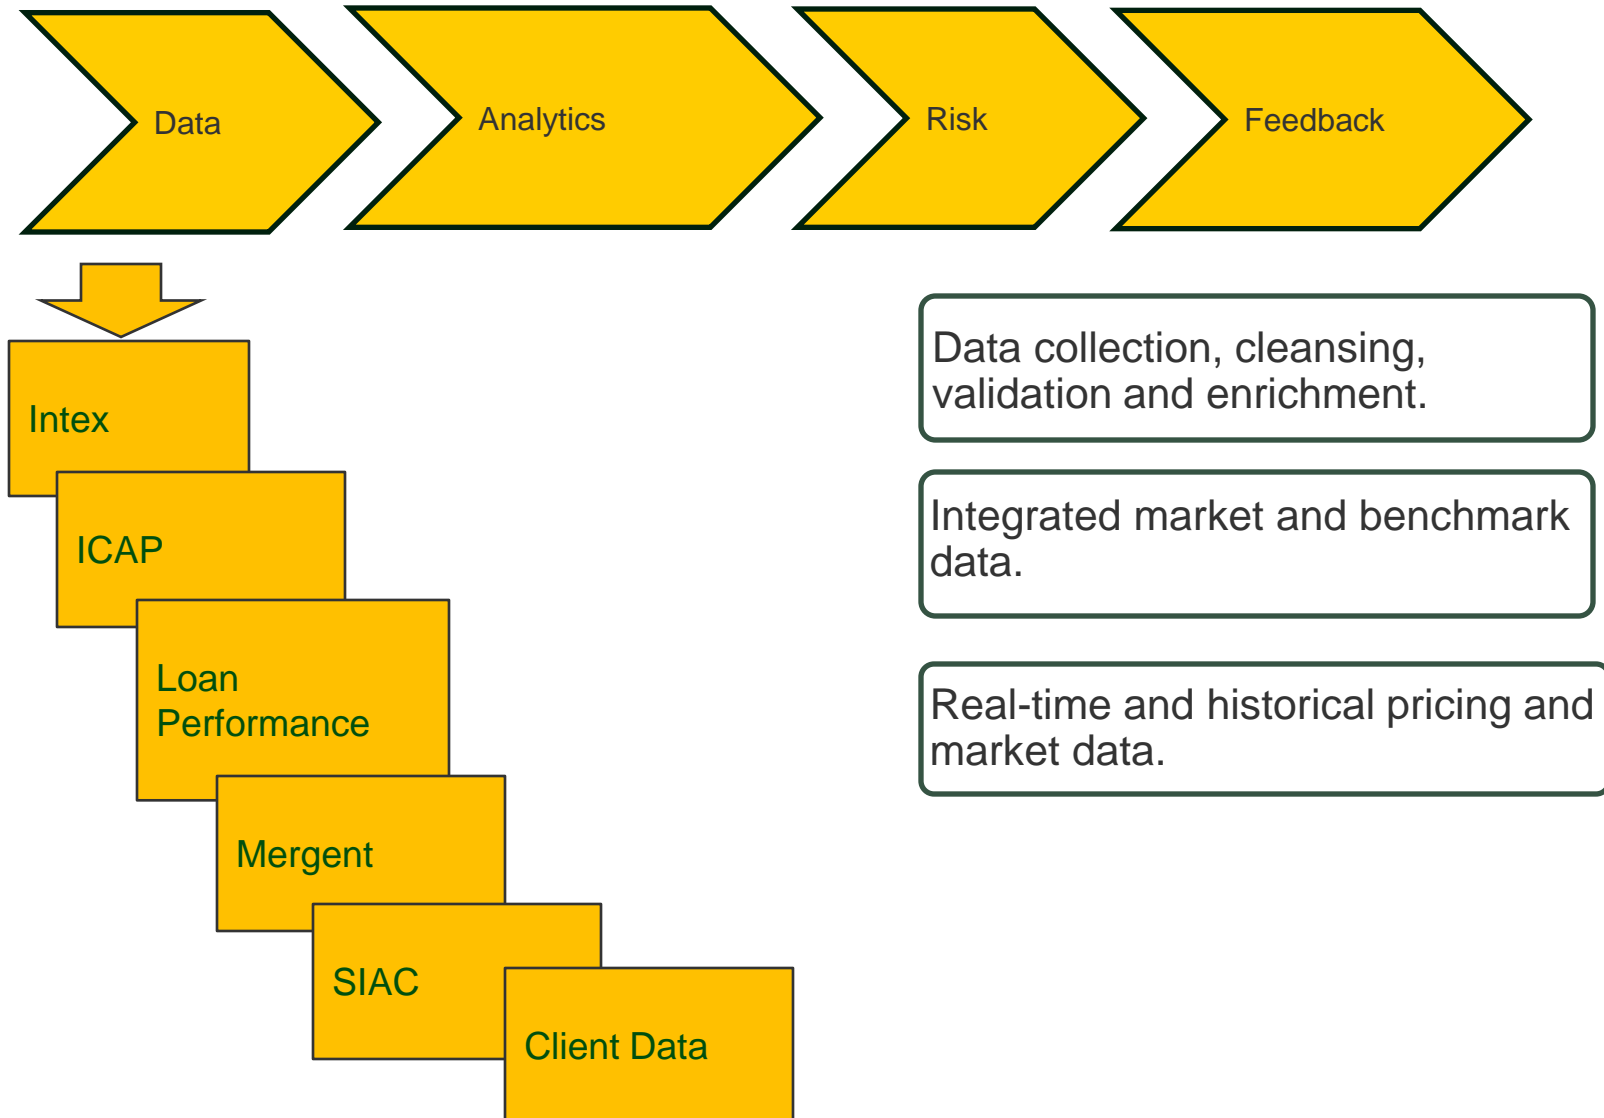 Data
Analytics
Risk
Feedback
Intex
ICAP
Loan
Performance
Mergent
SIAC
Client Data
Data collection, cleansing,
validation and enrichment.
Integrated market and benchmark
data.
Real-time and historical pricing and
market data.